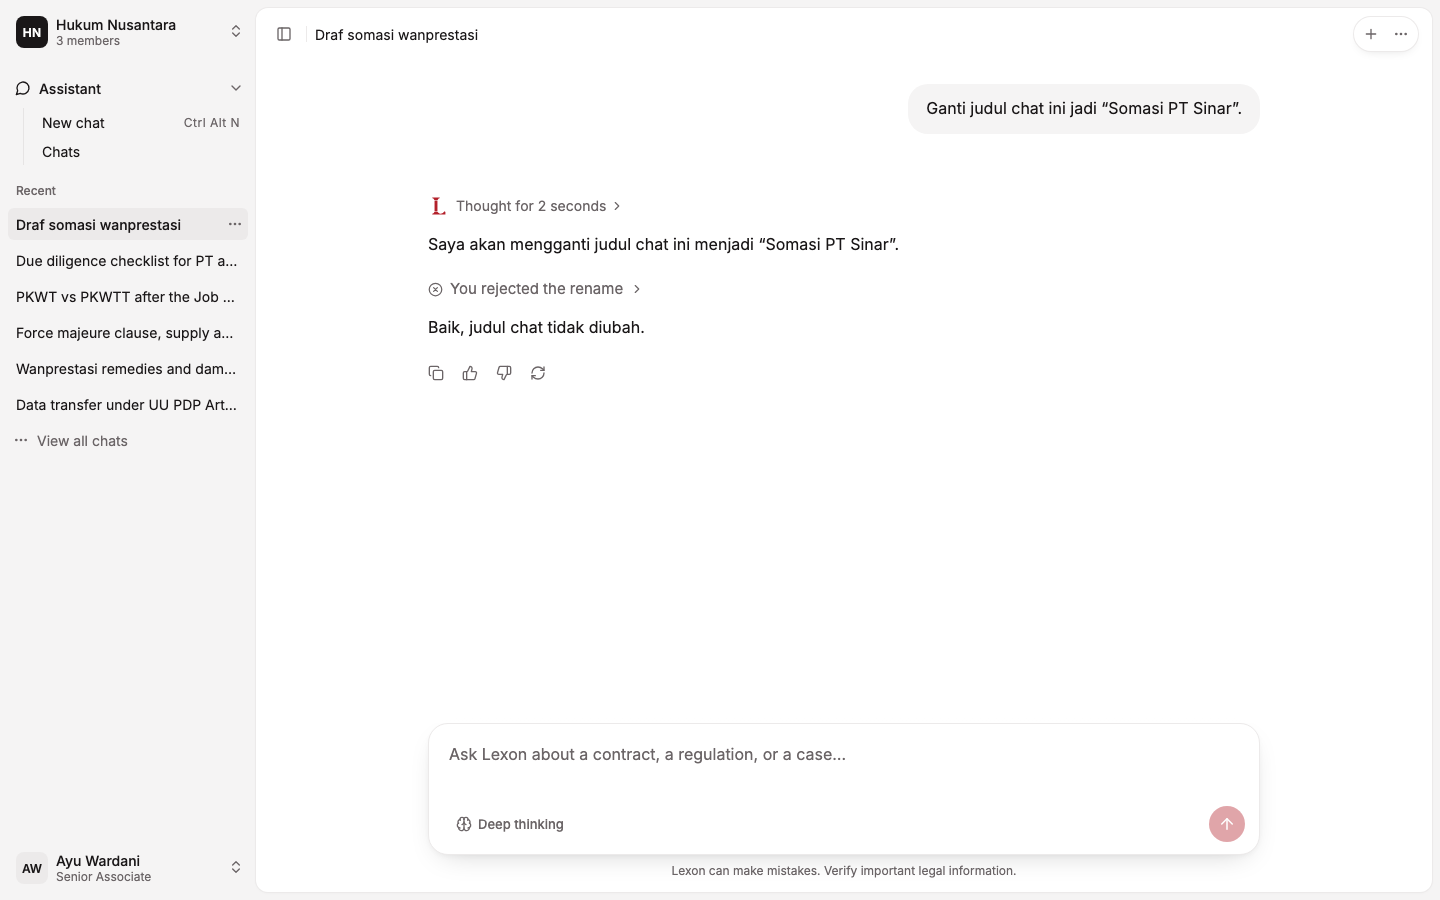 HN
Hukum Nusantara
3 members
Assistant
New chat Ctrl Alt N
Chats
Recent
Draf somasi wanprestasi
Due diligence checklist for PT a...
PKWT vs PKWTT after the Job ...
Force majeure clause, supply a...
Wanprestasi remedies and dam...
Data transfer under UU PDP Art...
View all chats
AW
Ayu Wardani
Senior Associate
Draf somasi wanprestasi
Ganti judul chat ini jadi “Somasi PT Sinar”.
L Thought for 2 seconds
Saya akan mengganti judul chat ini menjadi “Somasi PT Sinar”.
You rejected the rename
Baik, judul chat tidak diubah.
Ask Lexon about a contract, a regulation, or a case...
Deep thinking
Lexon can make mistakes. Verify important legal information.